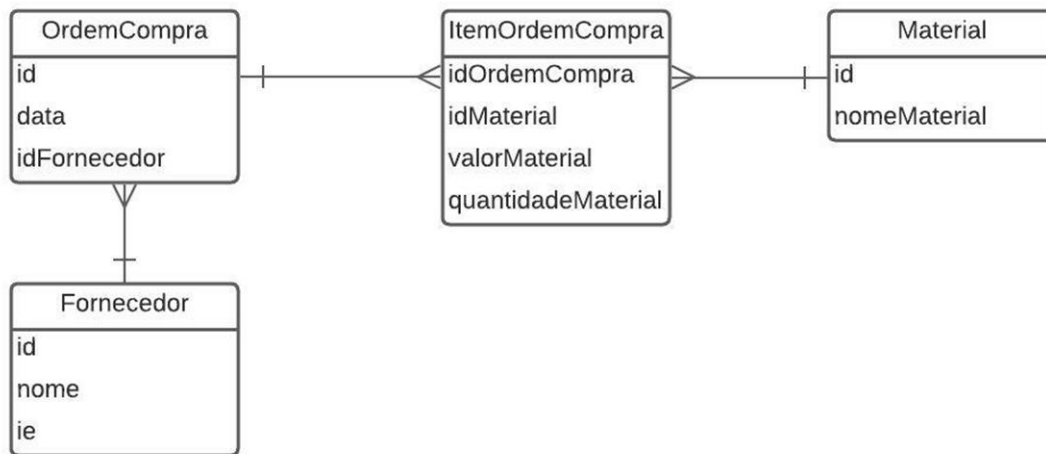 OrdemCompra
id
data
idFornecedor
ItemOrdemCompra
idOrdemCompra
idMaterial
valorMaterial
quantidadeMaterial
Material
id
nomeMaterial
Fornecedor
id
nome
ie